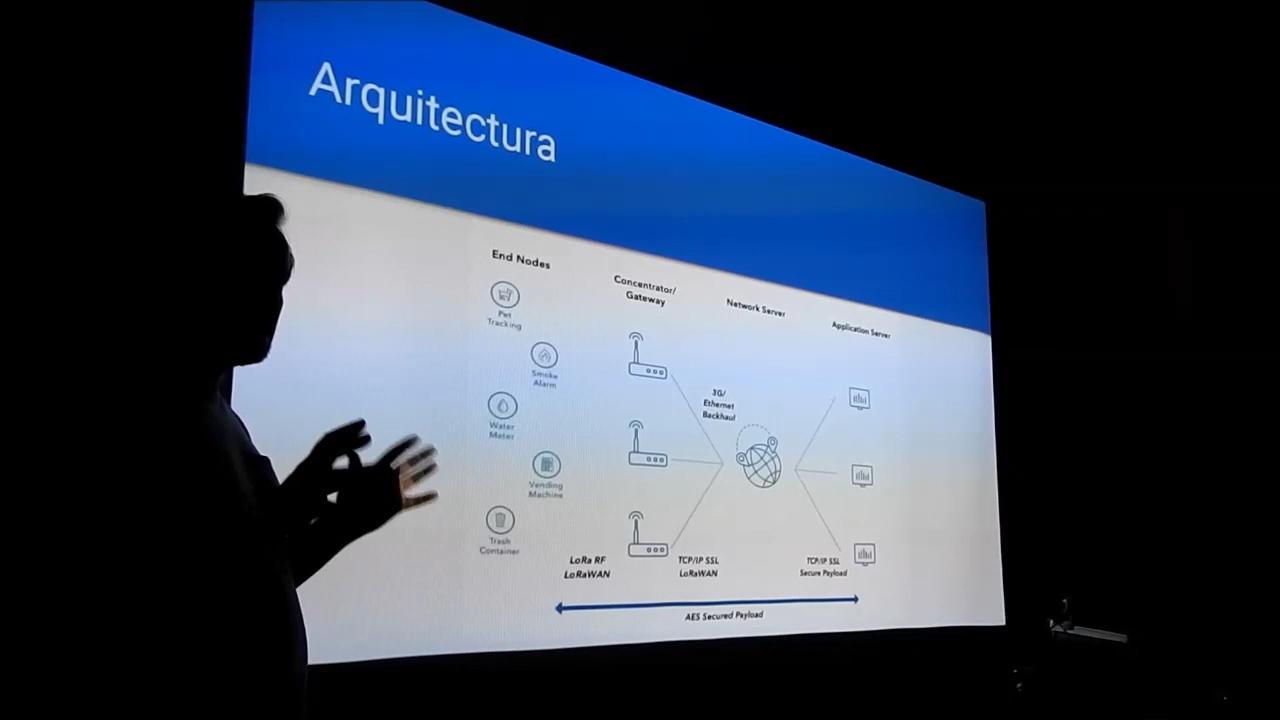 Arquitectura
End Nodes
Concentrator/
Gateway
Network Server
Application Server
Pet
Tracking
Smoke
Alarm
Water
Meter
Vending
Machine
Trash
Container
3G/
Ethernet
Backhaul
LoRa RF
LoRaWAN
TCP/IP SSL
LoRaWAN
TCP/IP SSL
Secure Payload
AES Secured Payload